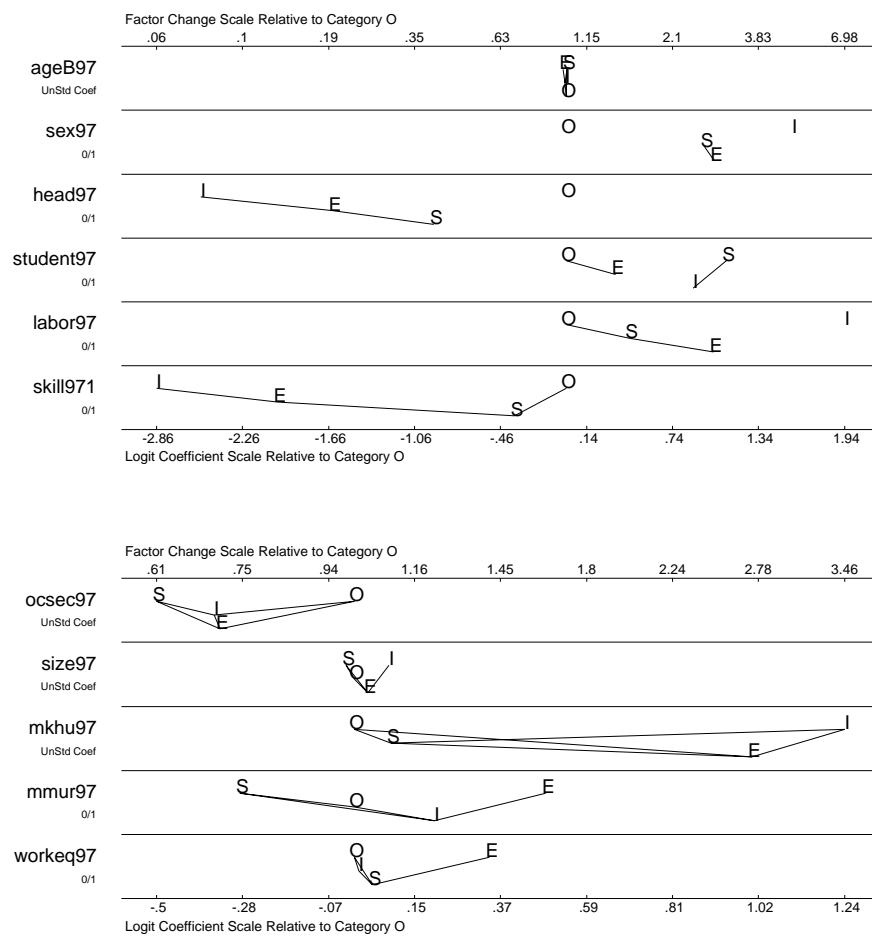 Factor Change Scale Relative to Category O
.06 .1 .19 .35 .63 1.15 2.1 3.83 6.98
ageB97
UnStd Coef
E S
I
O
sex97
0/1
O I
S
E
head97
0/1
I O
E
S
student97
0/1
O S
E
I
labor97
0/1
O I
S
E
skill971
0/1
I O
E
S
-2.86 -2.26 -1.66 -1.06 -.46 .14 .74 1.34 1.94
Logit Coefficient Scale Relative to Category O
Factor Change Scale Relative to Category O
.61 .75 .94 1.16 1.45 1.8 2.24 2.78 3.46
ocsec97
UnStd Coef
S O
I
E
size97
UnStd Coef
S I
O
E
mkhu97
UnStd Coef
O I
S
E
mmur97
0/1
S E
O
I
workeq97
0/1
O E
I
S
-.5 -.28 -.07 .15 .37 .59 .81 1.02 1.24
Logit Coefficient Scale Relative to Category O